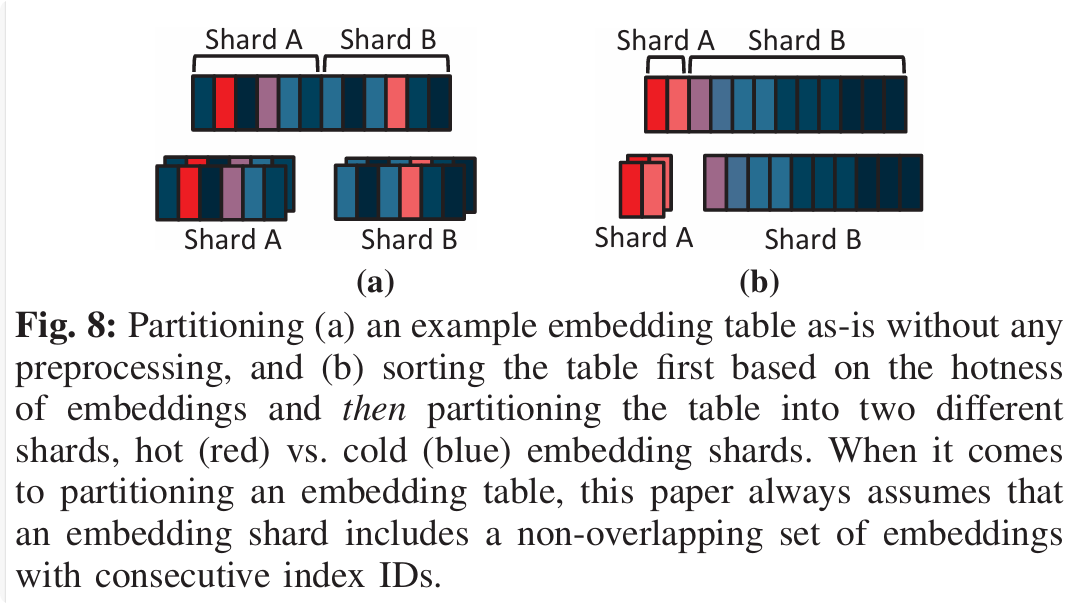 Shard A Shard B
Shard A Shard B
Shard A Shard B
Shard A Shard B
(a) (b)
Fig. 8: Partitioning (a) an example embedding table as-is without any
preprocessing, and (b) sorting the table first based on the hotness
of embeddings and then partitioning the table into two different
shards, hot (red) vs. cold (blue) embedding shards. When it comes
to partitioning an embedding table, this paper always assumes that
an embedding shard includes a non-overlapping set of embeddings
with consecutive index IDs.